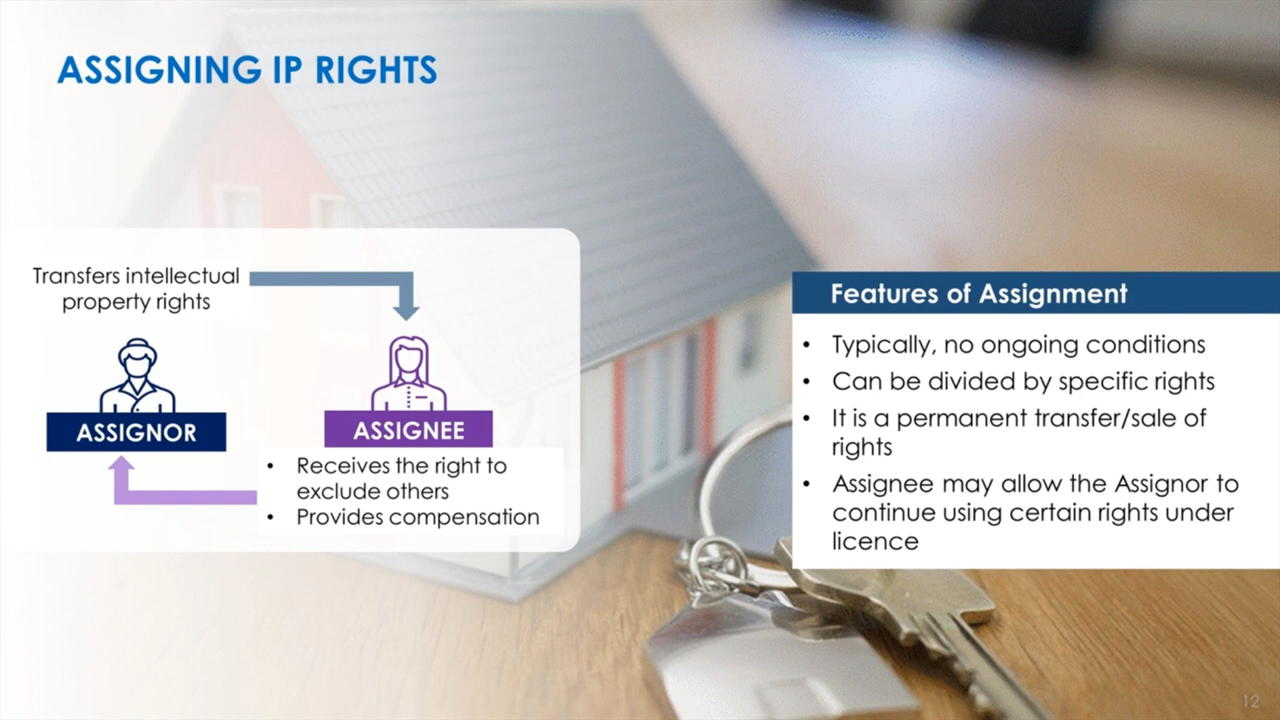 ASSIGNING IP RIGHTS
Transfers intellectual
property rights
ASSIGNOR
ASSIGNEE
• Receives the right to
exclude others
• Provides compensation
Features of Assignment
• Typically, no ongoing conditions
• Can be divided by specific rights
• It is a permanent transfer/sale of
rights
• Assignee may allow the Assignor to
continue using certain rights under
licence
12